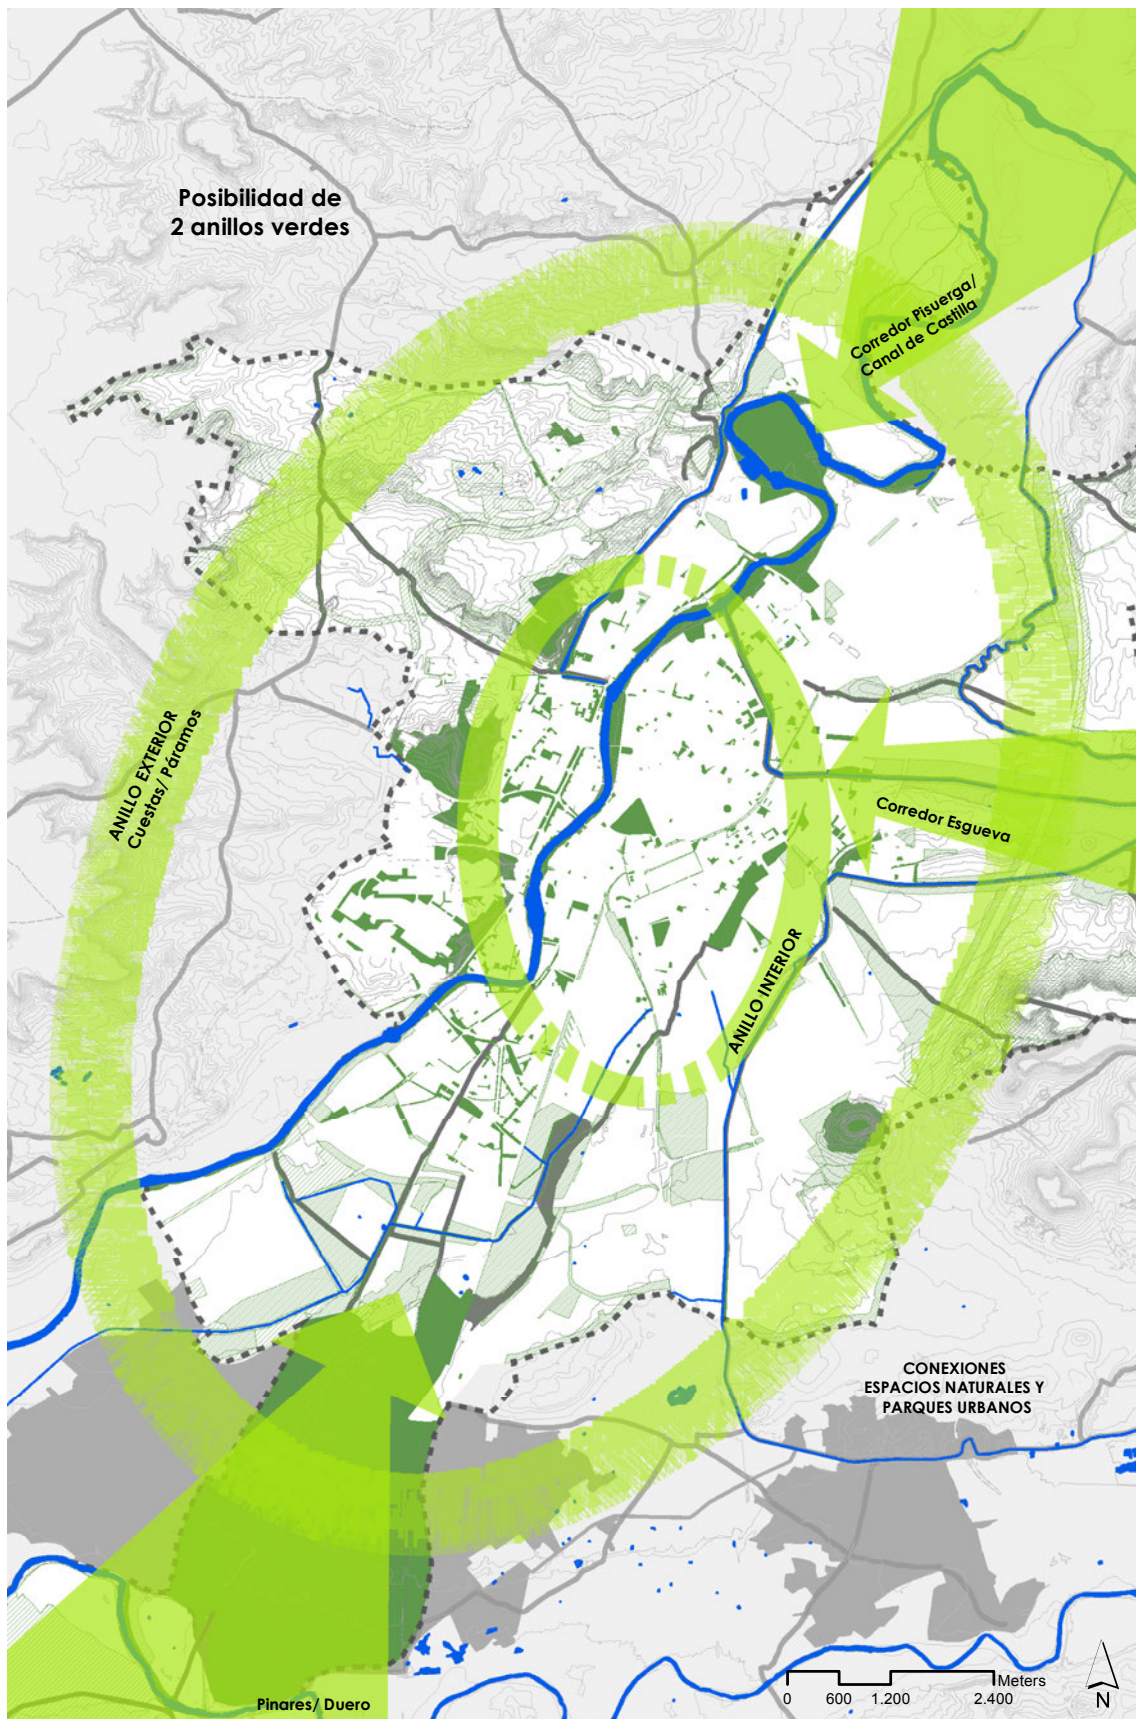 Posibilidad de
2 anillos verdes
Corredor Pisuerga/
Canal de Castilla
ANILLO EXTERIOR
Cuestas/ Páramos
Corredor Esgueva
ANILLO INTERIOR
CONEXIONES
ESPACIOS NATURALES Y
PARQUES URBANOS
Pinares/ Duero
Meters
0 600 1.200 2.400
N